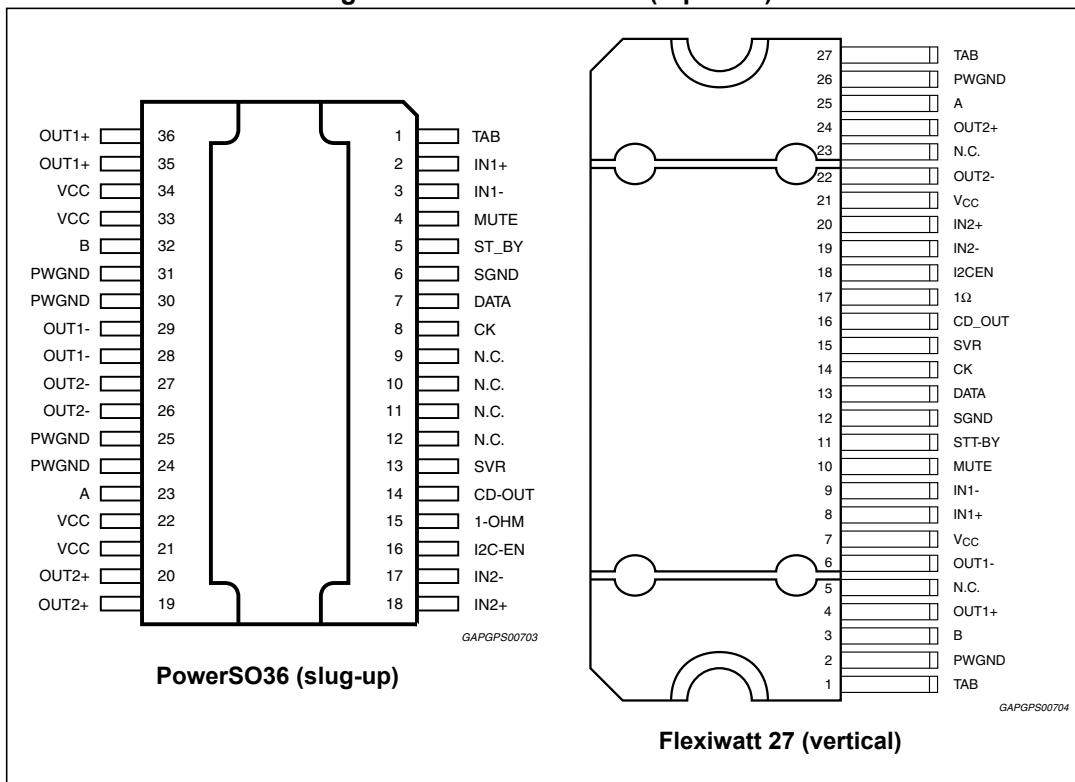 OUT1+ 36 1 TAB
OUT1+ 35 2 IN1+
VCC 34 3 IN1-
VCC 33 4 MUTE
B 32 5 ST_BY
PWGND 31 6 SGND
PWGND 30 7 DATA
OUT1- 29 8 CK
OUT1- 28 9 N.C.
OUT2- 27 10 N.C.
OUT2- 26 11 N.C.
PWGND 25 12 N.C.
PWGND 24 13 SVR
A 23 14 CD-OUT
VCC 22 15 1-OHM
VCC 21 16 I2C-EN
OUT2+ 20 17 IN2-
OUT2+ 19 18 IN2+
GAPGPS00703
PowerSO36 (slug-up)
27 TAB
26 PWGND
25 A
24 OUT2+
23 N.C.
22 OUT2-
21 VCC
20 IN2+
19 IN2-
18 I2CEN
17 1Ω
16 CD_OUT
15 SVR
14 CK
13 DATA
12 SGND
11 STT-BY
10 MUTE
9 IN1-
8 IN1+
7 VCC
6 OUT1-
5 N.C.
4 OUT1+
3 B
2 PWGND
1 TAB
GAPGPS00704
Flexiwatt 27 (vertical)